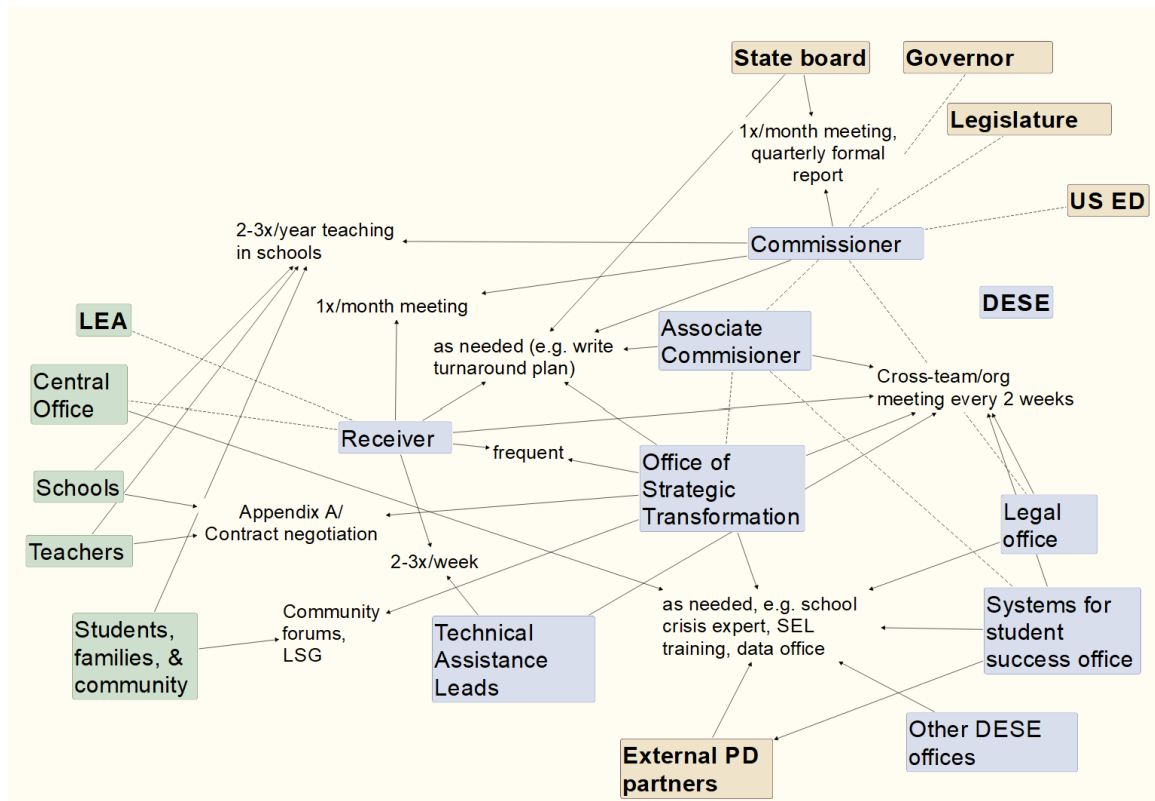 State board
Governor
Legislature
1x/month meeting,
quarterly formal
report
US ED
2-3x/year teaching
in schools
Commissioner
1x/month meeting
DESE
LEA
as needed (e.g. write
turnaround plan)
Associate
Commisioner
Central
Office
Cross-team/org
meeting every 2 weeks
Receiver
frequent
Office of
Strategic
Transformation
Schools
Appendix A/
Contract negotiation
Legal
office
Teachers
2-3x/week
Community
forums,
LSG
as needed, e.g. school
crisis expert, SEL
training, data office
Systems for
student
success office
Students,
families, &
community
Technical
Assistance
Leads
Other DESE
offices
External PD
partners